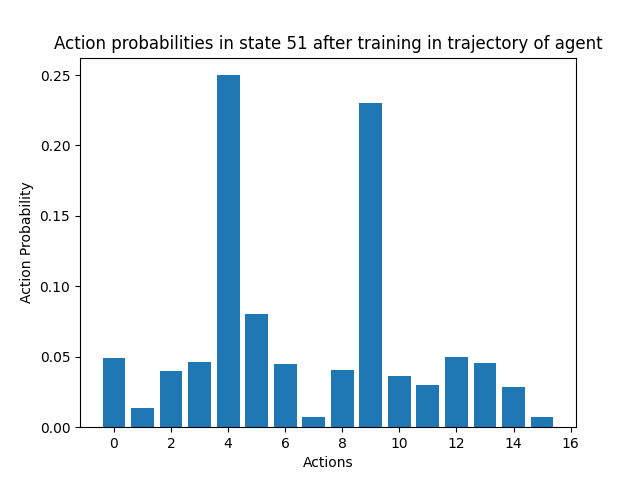 Action probabilities in state 51 after training in trajectory of agent
0.25
0.20
0.15
0.10
0.05
0.00
Action Probability
0 2 4 6 8 10 12 14 16
Actions